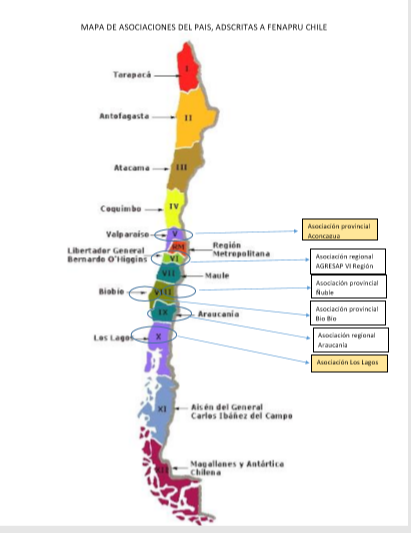 MAPA DE ASOCIACIONES DEL PAIS, ADSCRITAS A FENAPRU CHILE
Tarapacá
I
Antofagasta
II
Atacama
III
Coquimbo
IV
Valparaíso
V
Asociación provincial
Aconcagua
Libertador General
Bernardo O'Higgins
RM
Región
Metropolitana
VI
Asociación regional
AGRESAP VI Región
VII
Maule
Asociación provincial
Ñuble
Biobío
VIII
Asociación provincial
Bio Bio
IX
Araucanía
Asociación regional
Araucanía
Los Lagos
X
Asociación Los Lagos
XI
Aisén del General
Carlos Ibáñez del Campo
XII
Magallanes y Antártica
Chilena